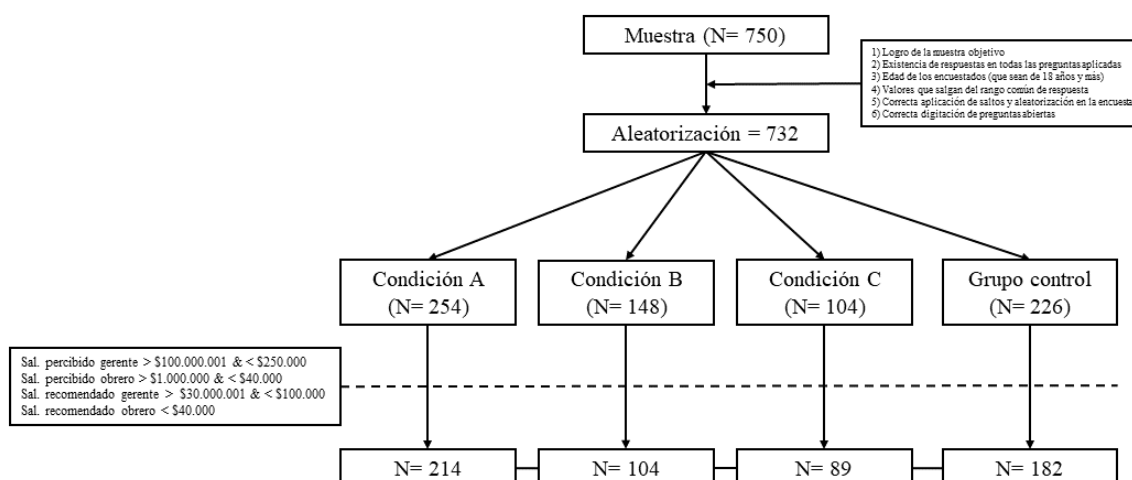 Muestra (N= 750)
1) Logro de la muestra objetivo
2) Existencia de respuestas en todas las preguntas aplicadas
3) Edad de los encuestados (que sean de 18 años y más)
4) Valores que salgan del rango común de respuesta
5) Correcta aplicación de saltos y aleatorización en la encuesta
6) Correcta digitación de preguntas abiertas
Aleatorización = 732
Condición A
(N= 254)
Condición B
(N= 148)
Condición C
(N= 104)
Grupo control
(N= 226)
Sal. percibido gerente > $100.000.001 & < $250.000
Sal. percibido obrero > $1.000.000 & < $40.000
Sal. recomendado gerente > $30.000.001 & < $100.000
Sal. recomendado obrero < $40.000
N= 214
N= 104
N= 89
N= 182